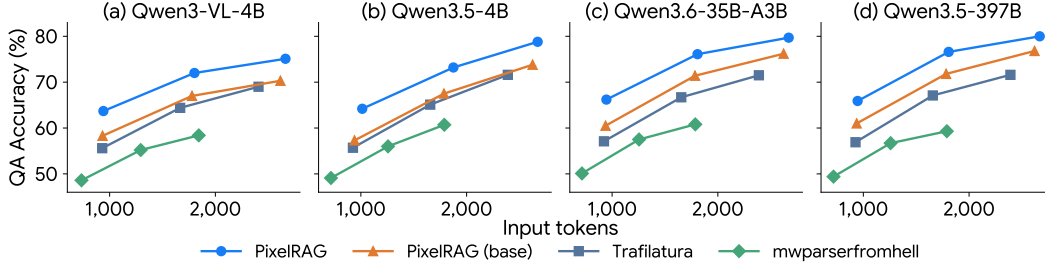 (a) Qwen3-VL-4B (b) Qwen3.5-4B (c) Qwen3.6-35B-A3B (d) Qwen3.5-397B
QA Accuracy (%)
80
70
60
50
1,000 2,000 1,000 2,000 1,000 2,000 1,000 2,000
Input tokens
PixelRAG PixelRAG (base) Trafilatura mwparserfromhell